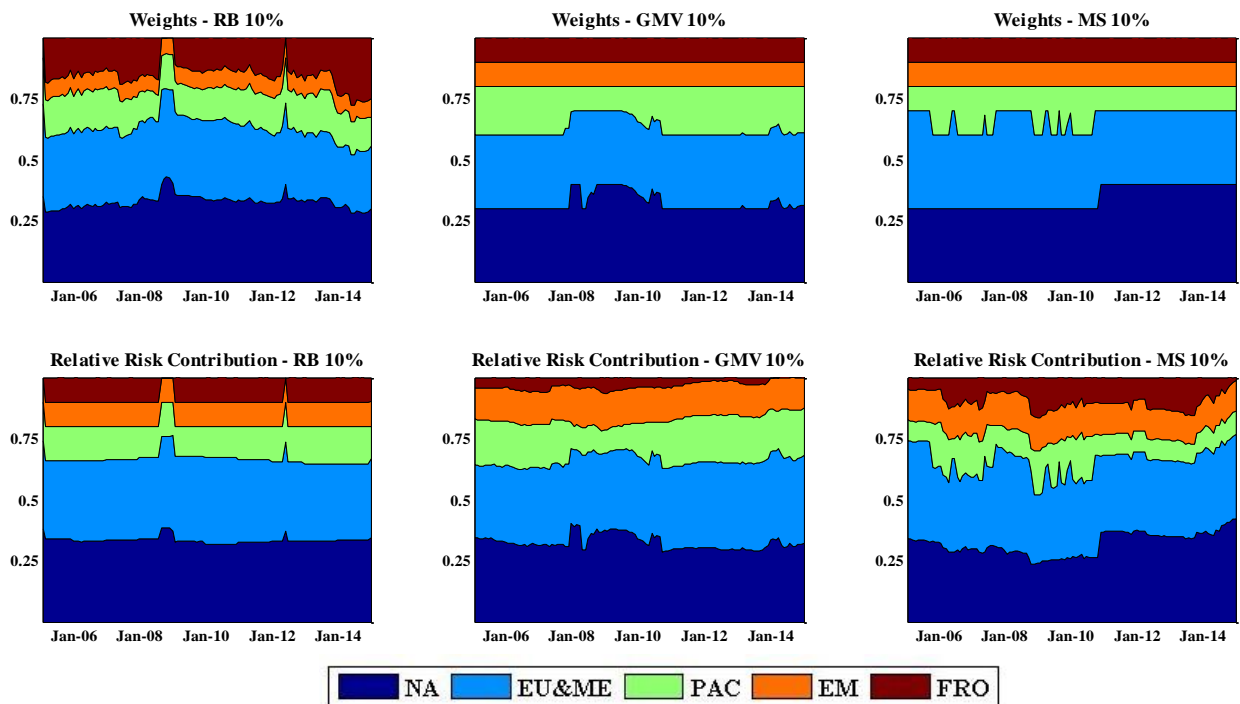 Weights - RB 10%
Weights - GMV 10%
Weights - MS 10%
0.75
0.5
0.25
Jan-06 Jan-08 Jan-10 Jan-12 Jan-14
0.75
0.5
0.25
Jan-06 Jan-08 Jan-10 Jan-12 Jan-14
0.75
0.5
0.25
Jan-06 Jan-08 Jan-10 Jan-12 Jan-14
Relative Risk Contribution - RB 10%
Relative Risk Contribution - GMV 10%
Relative Risk Contribution - MS 10%
0.75
0.5
0.25
Jan-06 Jan-08 Jan-10 Jan-12 Jan-14
0.75
0.5
0.25
Jan-06 Jan-08 Jan-10 Jan-12 Jan-14
0.75
0.5
0.25
Jan-06 Jan-08 Jan-10 Jan-12 Jan-14
NA EU&ME PAC EM FRO